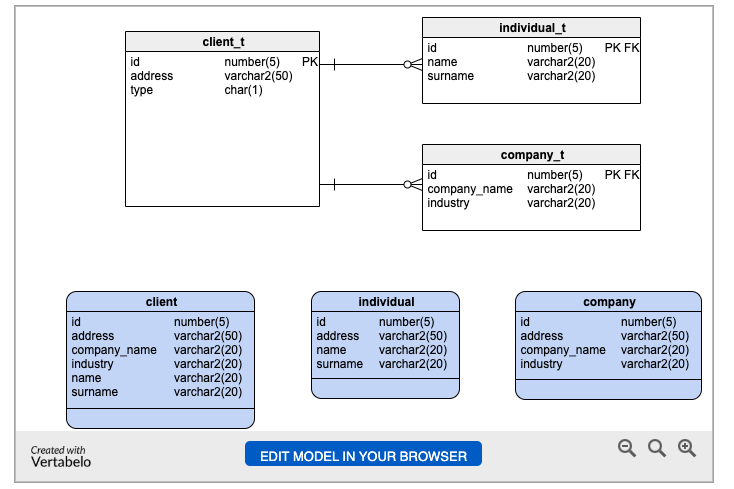 client_t
id number(5) PK
address varchar2(50)
type char(1)
individual_t
id number(5) PK FK
name varchar2(20)
surname varchar2(20)
company_t
id number(5) PK FK
company_name varchar2(20)
industry varchar2(20)
client
id number(5)
address varchar2(50)
company_name varchar2(20)
industry varchar2(20)
name varchar2(20)
surname varchar2(20)
individual
id number(5)
address varchar2(50)
name varchar2(20)
surname varchar2(20)
company
id number(5)
address varchar2(50)
company_name varchar2(20)
industry varchar2(20)
Created with
Vertabelo
EDIT MODEL IN YOUR BROWSER